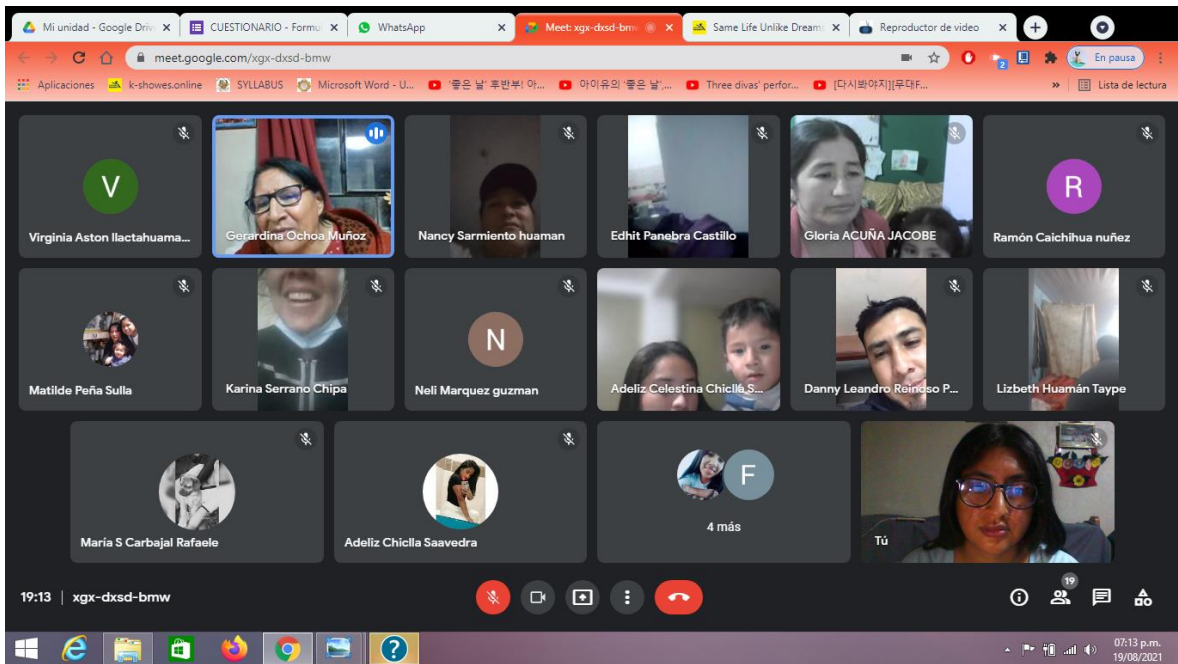 Mi unidad - Google Driv
CUESTIONARIO - Formu
WhatsApp
Meet: xgx-dxsd-bmw
Same Life Unlike Dream
Reproductor de video
meet.google.com/xgx-dxsd-bmw
En pausa
Aplicaciones
k-showes.online
SYLLABUS
Microsoft Word - U...
'좋은 날' 후반부! 아...
아이유의 '좋은 날',...
Three divas' perfor...
[다시봐야지][무대F...
»
Lista de lectura
V
R
Virginia Aston llactahuama...
Gerardina Ochoa Muñoz
Nancy Sarmiento huaman
Edhit Panebra Castillo
Gloria ACUÑA JACOBE
Ramón Caichihua nuñez
N
Matilde Peña Sulla
Karina Serrano Chipa
Neli Marquez guzman
Adeliz Celestina Chiclla S...
Danny Leandro Reinoso P...
Lizbeth Huamán Taype
F
María S Carbajal Rafaele
Adeliz Chiclla Saavedra
4 más
Tú
19:13 | xgx-dxsd-bmw
19
07:13 p.m.
19/08/2021